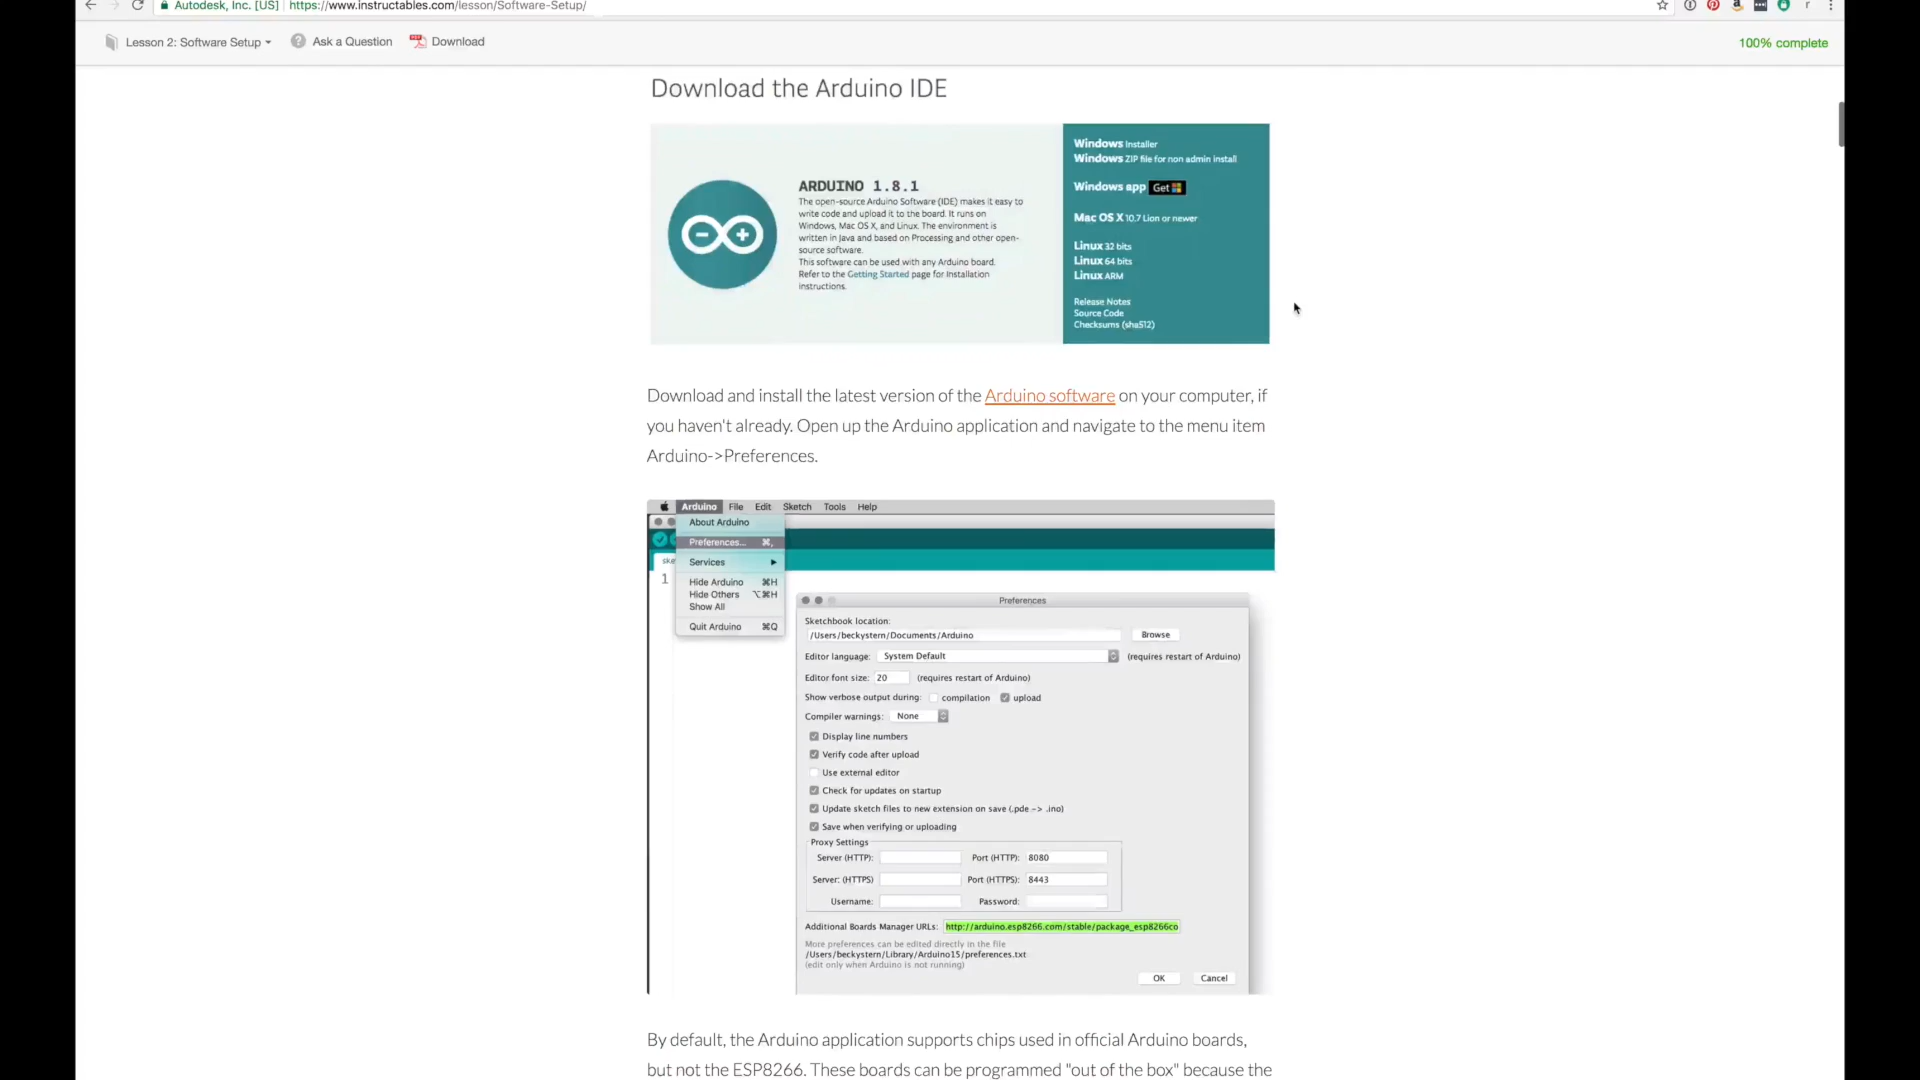 Autodesk, Inc. [US] https://www.instructables.com/lesson/Software-Setup/
Lesson 2: Software Setup Ask a Question Download 100% complete
Download the Arduino IDE
ARDUINO 1.8.1
The open-source Arduino Software (IDE) makes it easy to
write code and upload it to the board. It runs on
Windows, Mac OS X, and Linux. The environment is
written in Java and based on Processing and other open-
source software.
This software can be used with any Arduino board.
Refer to the Getting Started page for Installation
instructions.
Windows Installer
Windows ZIP file for non admin install
Windows app Get
Mac OS X 10.7 Lion or newer
Linux 32 bits
Linux 64 bits
Linux ARM
Release Notes
Source Code
Checksums (sha512)
Download and install the latest version of the Arduino software on your computer, if
you haven't already. Open up the Arduino application and navigate to the menu item
Arduino->Preferences.
Arduino File Edit Sketch Tools Help
About Arduino
Preferences... ⌘,
Services
Hide Arduino ⌘H
Hide Others ⌥⌘H
Show All
Quit Arduino ⌘Q
ske
1
Preferences
Sketchbook location:
/Users/beckystern/Documents/Arduino Browse
Editor language: System Default (requires restart of Arduino)
Editor font size: 20 (requires restart of Arduino)
Show verbose output during: compilation upload
Compiler warnings: None
Display line numbers
Verify code after upload
Use external editor
Check for updates on startup
Update sketch files to new extension on save (.pde -> .ino)
Save when verifying or uploading
Proxy Settings
Server (HTTP): Port (HTTP): 8080
Server: (HTTPS) Port (HTTPS): 8443
Username: Password:
Additional Boards Manager URLs: http://arduino.esp8266.com/stable/package_esp8266co
More preferences can be edited directly in the file
/Users/beckystern/Library/Arduino15/preferences.txt
(edit only when Arduino is not running)
OK Cancel
By default, the Arduino application supports chips used in official Arduino boards,
but not the ESP8266. These boards can be programmed "out of the box" because the